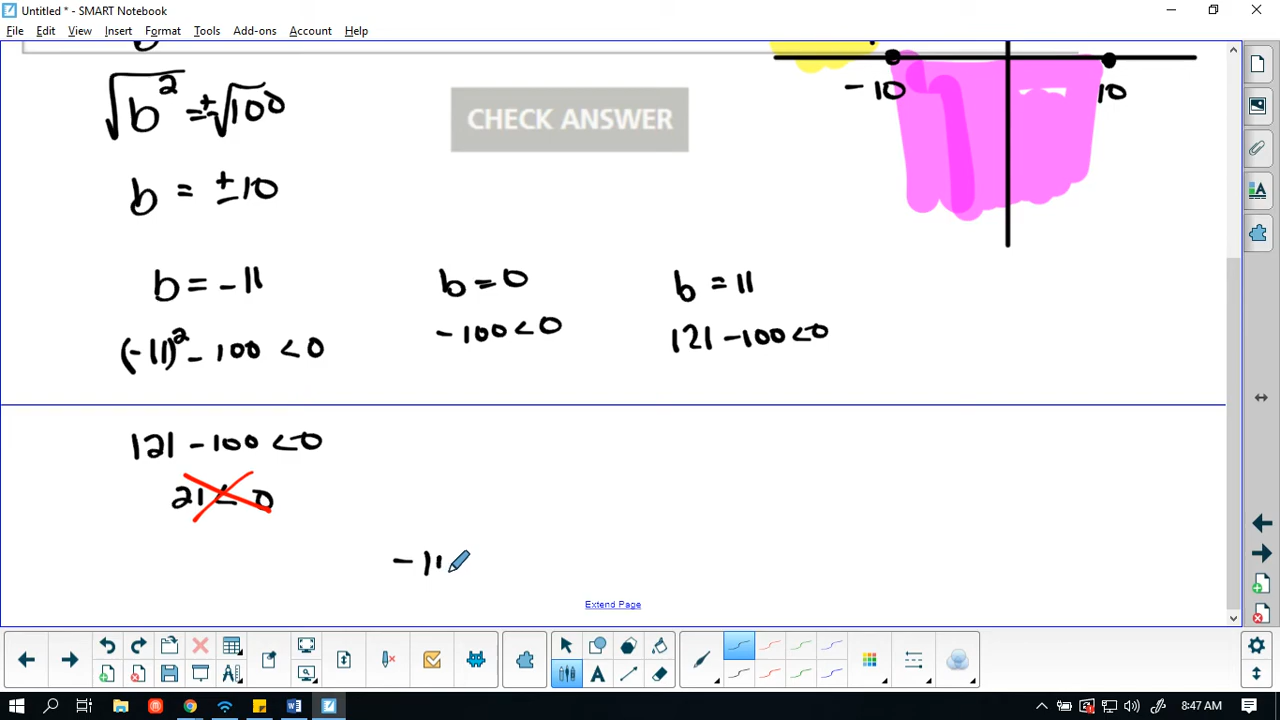 Untitled * - SMART Notebook
File Edit View Insert Format Tools Add-ons Account Help
√b² = ±√100
CHECK ANSWER
-10 10
b = ±10
b = -11 b = 0 b = 11
(-11)² - 100 < 0 -100 < 0 121 - 100 < 0
121 - 100 < 0
21 < 0
- 11
Extend Page
8:47 AM